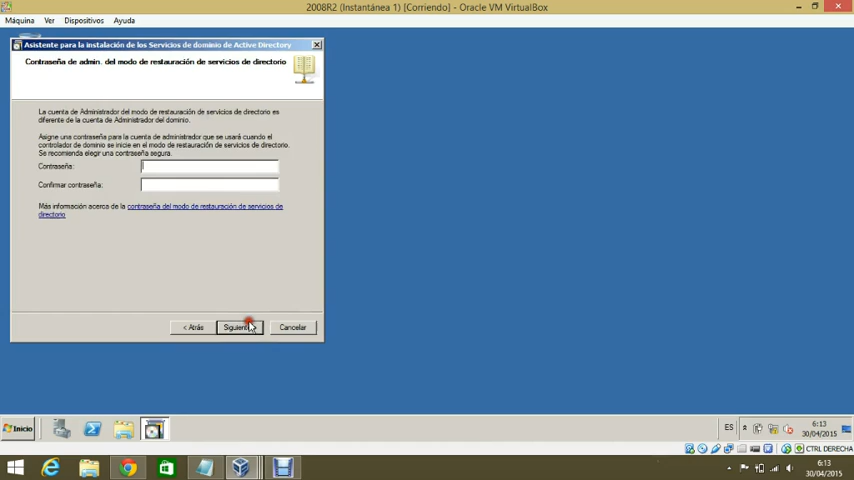 2008R2 (Instantánea 1) [Corriendo] - Oracle VM VirtualBox
Máquina Ver Dispositivos Ayuda
Asistente para la instalación de los Servicios de dominio de Active Directory
Contraseña de admin. del modo de restauración de servicios de directorio
La cuenta de Administrador del modo de restauración de servicios de directorio es
diferente de la cuenta de Administrador del dominio.
Asigne una contraseña para la cuenta de administrador que se usará cuando el
controlador de dominio se inicie en el modo de restauración de servicios de directorio.
Se recomienda elegir una contraseña segura.
Contraseña:
Confirmar contraseña:
Más información acerca de la contraseña del modo de restauración de servicios de
directorio
< Atrás Siguiente > Cancelar
Inicio ES 6:13
30/04/2015
CTRL DERECHA
6:13
30/04/2015